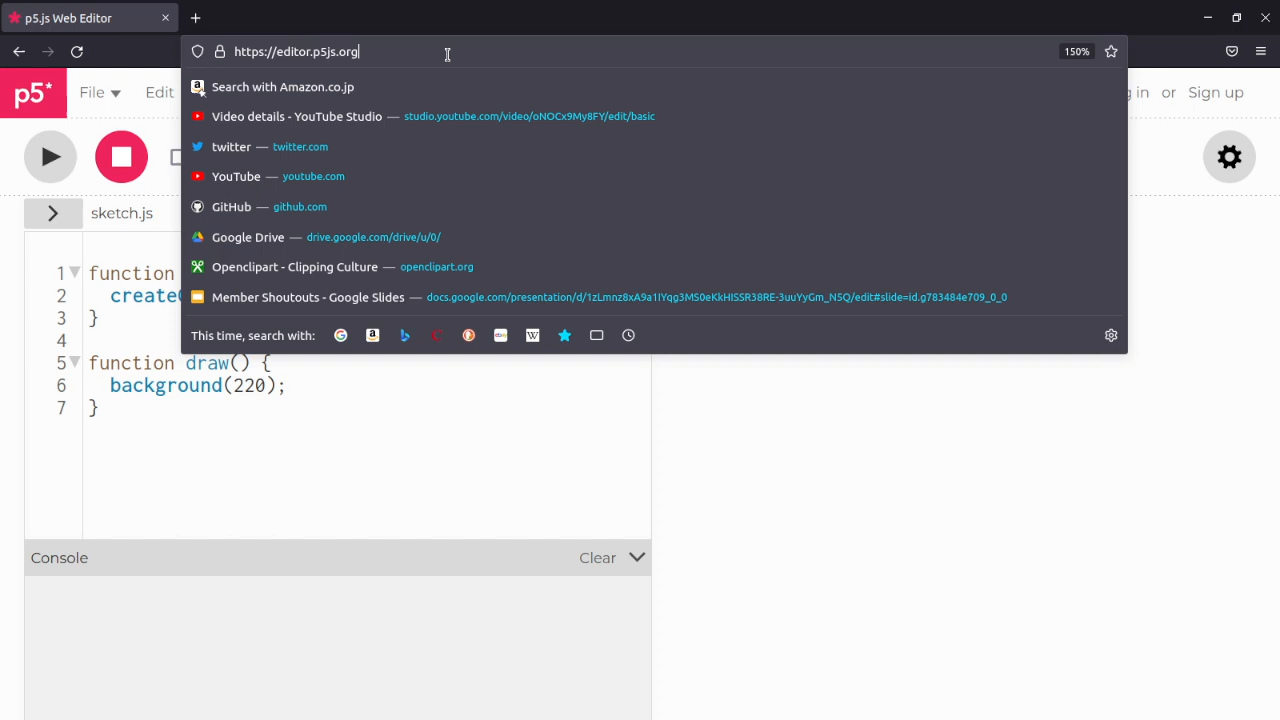 p5.js Web Editor
https://editor.p5js.org
150%
p5*
File
Edit
in or Sign up
Search with Amazon.co.jp
Video details - YouTube Studio — studio.youtube.com/video/oNOCx9My8FY/edit/basic
twitter — twitter.com
YouTube — youtube.com
GitHub — github.com
Google Drive — drive.google.com/drive/u/0/
Openclipart - Clipping Culture — openclipart.org
Member Shoutouts - Google Slides — docs.google.com/presentation/d/1zLmnz8xA9a1IYqg3MS0eKkHISSR38RE-3uuYyGm_N5Q/edit#slide=id.g783484e709_0_0
This time, search with:
sketch.js
1 function
2 create
3 }
4
5 function draw() {
6 background(220);
7 }
Console
Clear